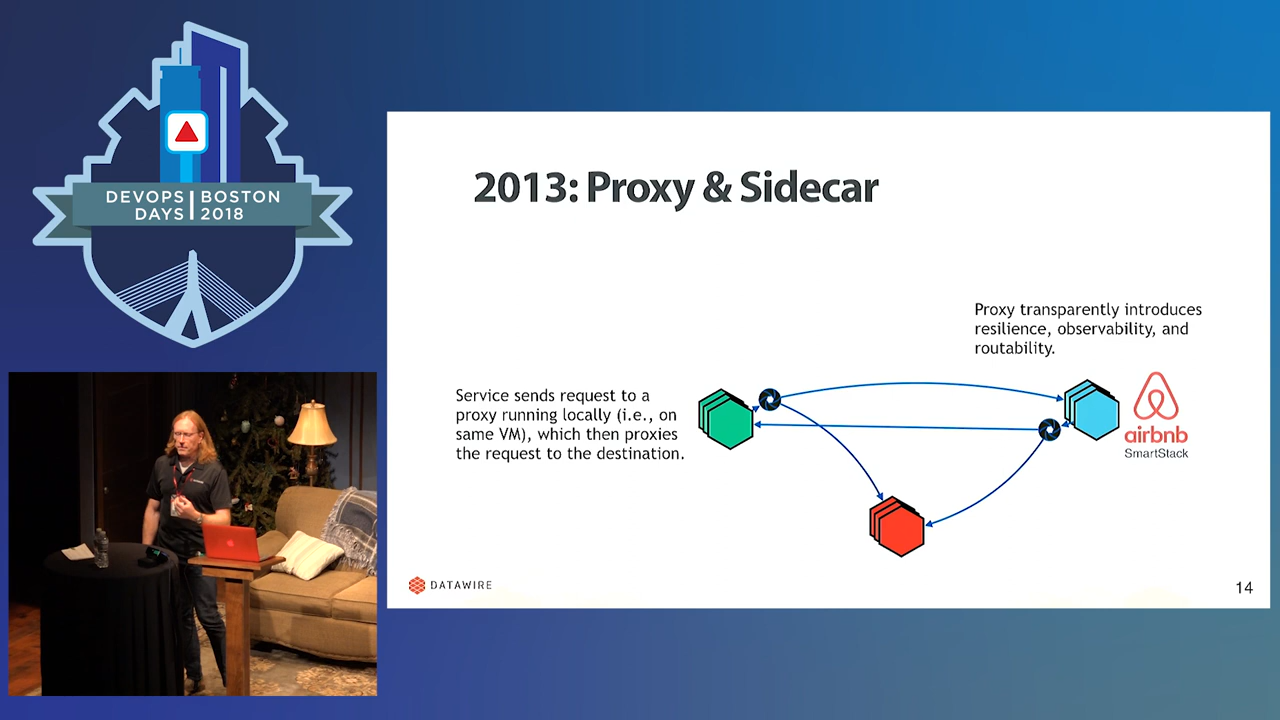 DEVOPS DAYS
BOSTON 2018
2013: Proxy & Sidecar
Proxy transparently introduces
resilience, observability, and
routability.
Service sends request to a
proxy running locally (i.e., on
same VM), which then proxies
the request to the destination.
airbnb
SmartStack
DATAWIRE
14